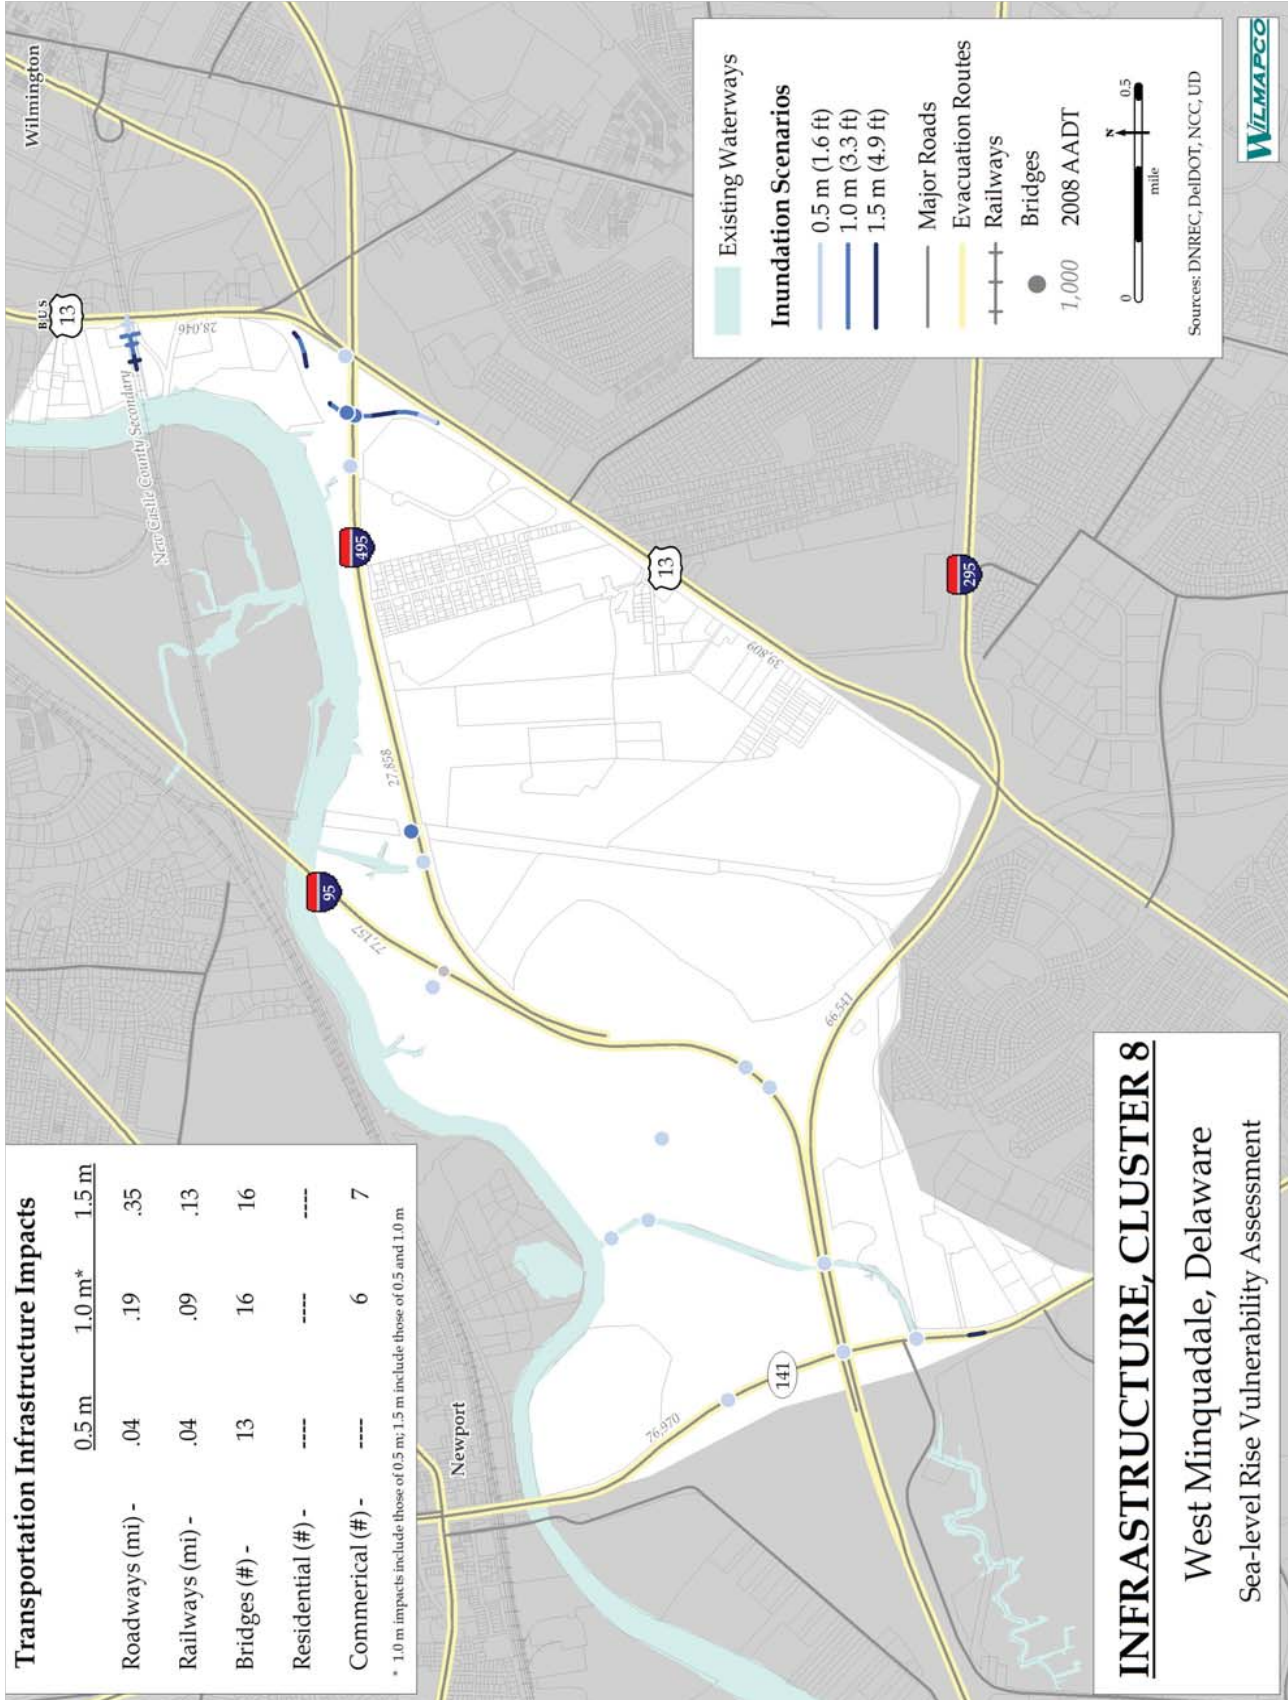 Transportation Infrastructure Impacts
0.5 m 1.0 m* 1.5 m
Roadways (mi) - .04 .19 .35
Railways (mi) - .04 .09 .13
Bridges (#) - 13 16 16
Residential (#) - ---- ---- ----
Commerical (#) - ---- 6 7
* 1.0 m impacts include those of 0.5 m; 1.5 m include those of 0.5 and 1.0 m
Wilmington
BUS
13
28,046
New Castle County Secondary
495
95
77,157
27,858
13
39,809
295
66,541
Newport
76,970
141
Existing Waterways
Inundation Scenarios
0.5 m (1.6 ft)
1.0 m (3.3 ft)
1.5 m (4.9 ft)
Major Roads
Evacuation Routes
Railways
Bridges
1,000 2008 AADT
N
0 0.5
mile
Sources: DNREC, DelDOT, NCC, UD
INFRASTRUCTURE, CLUSTER 8
West Minquadale, Delaware
Sea-level Rise Vulnerability Assessment
WILMAPCO